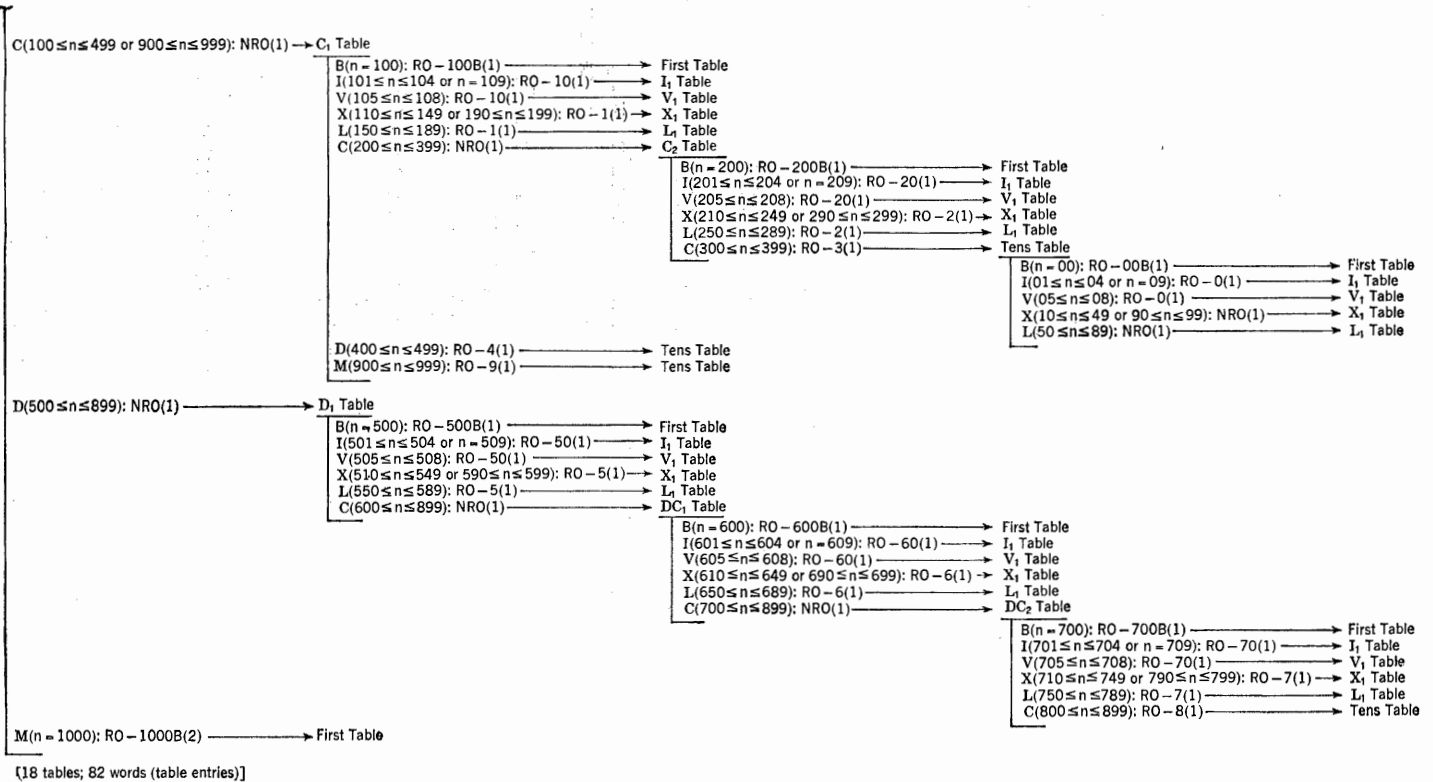 C(100≤n≤499 or 900≤n≤999): NRO(1) → C₁ Table
B(n=100): RO-100B(1) → First Table
I(101≤n≤104 or n=109): RO-10(1) → I₁ Table
V(105≤n≤108): RO-10(1) → V₁ Table
X(110≤n≤149 or 190≤n≤199): RO-1(1) → X₁ Table
L(150≤n≤189): RO-1(1) → L₁ Table
C(200≤n≤399): NRO(1) → C₂ Table
B(n=200): RO-200B(1) → First Table
I(201≤n≤204 or n=209): RO-20(1) → I₁ Table
V(205≤n≤208): RO-20(1) → V₁ Table
X(210≤n≤249 or 290≤n≤299): RO-2(1) → X₁ Table
L(250≤n≤289): RO-2(1) → L₁ Table
C(300≤n≤399): RO-3(1) → Tens Table
B(n=00): RO-00B(1) → First Table
I(01≤n≤04 or n=09): RO-0(1) → I₁ Table
V(05≤n≤08): RO-0(1) → V₁ Table
X(10≤n≤49 or 90≤n≤99): NRO(1) → X₁ Table
L(50≤n≤89): NRO(1) → L₁ Table
D(400≤n≤499): RO-4(1) → Tens Table
M(900≤n≤999): RO-9(1) → Tens Table
D(500≤n≤899): NRO(1) → D₁ Table
B(n=500): RO-500B(1) → First Table
I(501≤n≤504 or n=509): RO-50(1) → I₁ Table
V(505≤n≤508): RO-50(1) → V₁ Table
X(510≤n≤549 or 590≤n≤599): RO-5(1) → X₁ Table
L(550≤n≤589): RO-5(1) → L₁ Table
C(600≤n≤899): NRO(1) → DC₁ Table
B(n=600): RO-600B(1) → First Table
I(601≤n≤604 or n=609): RO-60(1) → I₁ Table
V(605≤n≤608): RO-60(1) → V₁ Table
X(610≤n≤649 or 690≤n≤699): RO-6(1) → X₁ Table
L(650≤n≤689): RO-6(1) → L₁ Table
C(700≤n≤899): NRO(1) → DC₂ Table
B(n=700): RO-700B(1) → First Table
I(701≤n≤704 or n=709): RO-70(1) → I₁ Table
V(705≤n≤708): RO-70(1) → V₁ Table
X(710≤n≤749 or 790≤n≤799): RO-7(1) → X₁ Table
L(750≤n≤789): RO-7(1) → L₁ Table
C(800≤n≤899): RO-8(1) → Tens Table
M(n=1000): RO-1000B(2) → First Table
[18 tables; 82 words (table entries)]